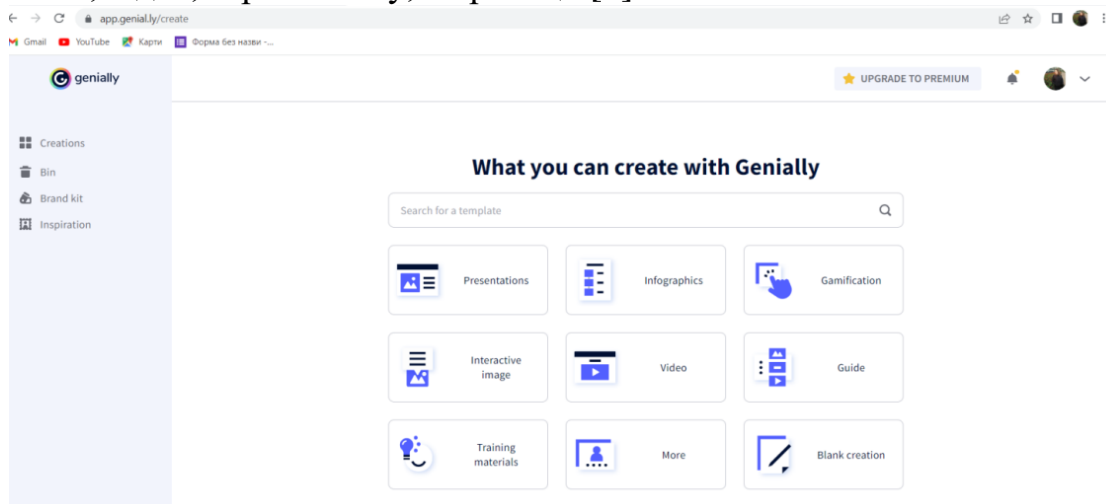 app.genial.ly/create
Gmail YouTube Карти Форма без назви -...
genially
UPGRADE TO PREMIUM
Creations
Bin
Brand kit
Inspiration
What you can create with Genially
Search for a template
Presentations
Infographics
Gamification
Interactive
image
Video
Guide
Training
materials
More
Blank creation